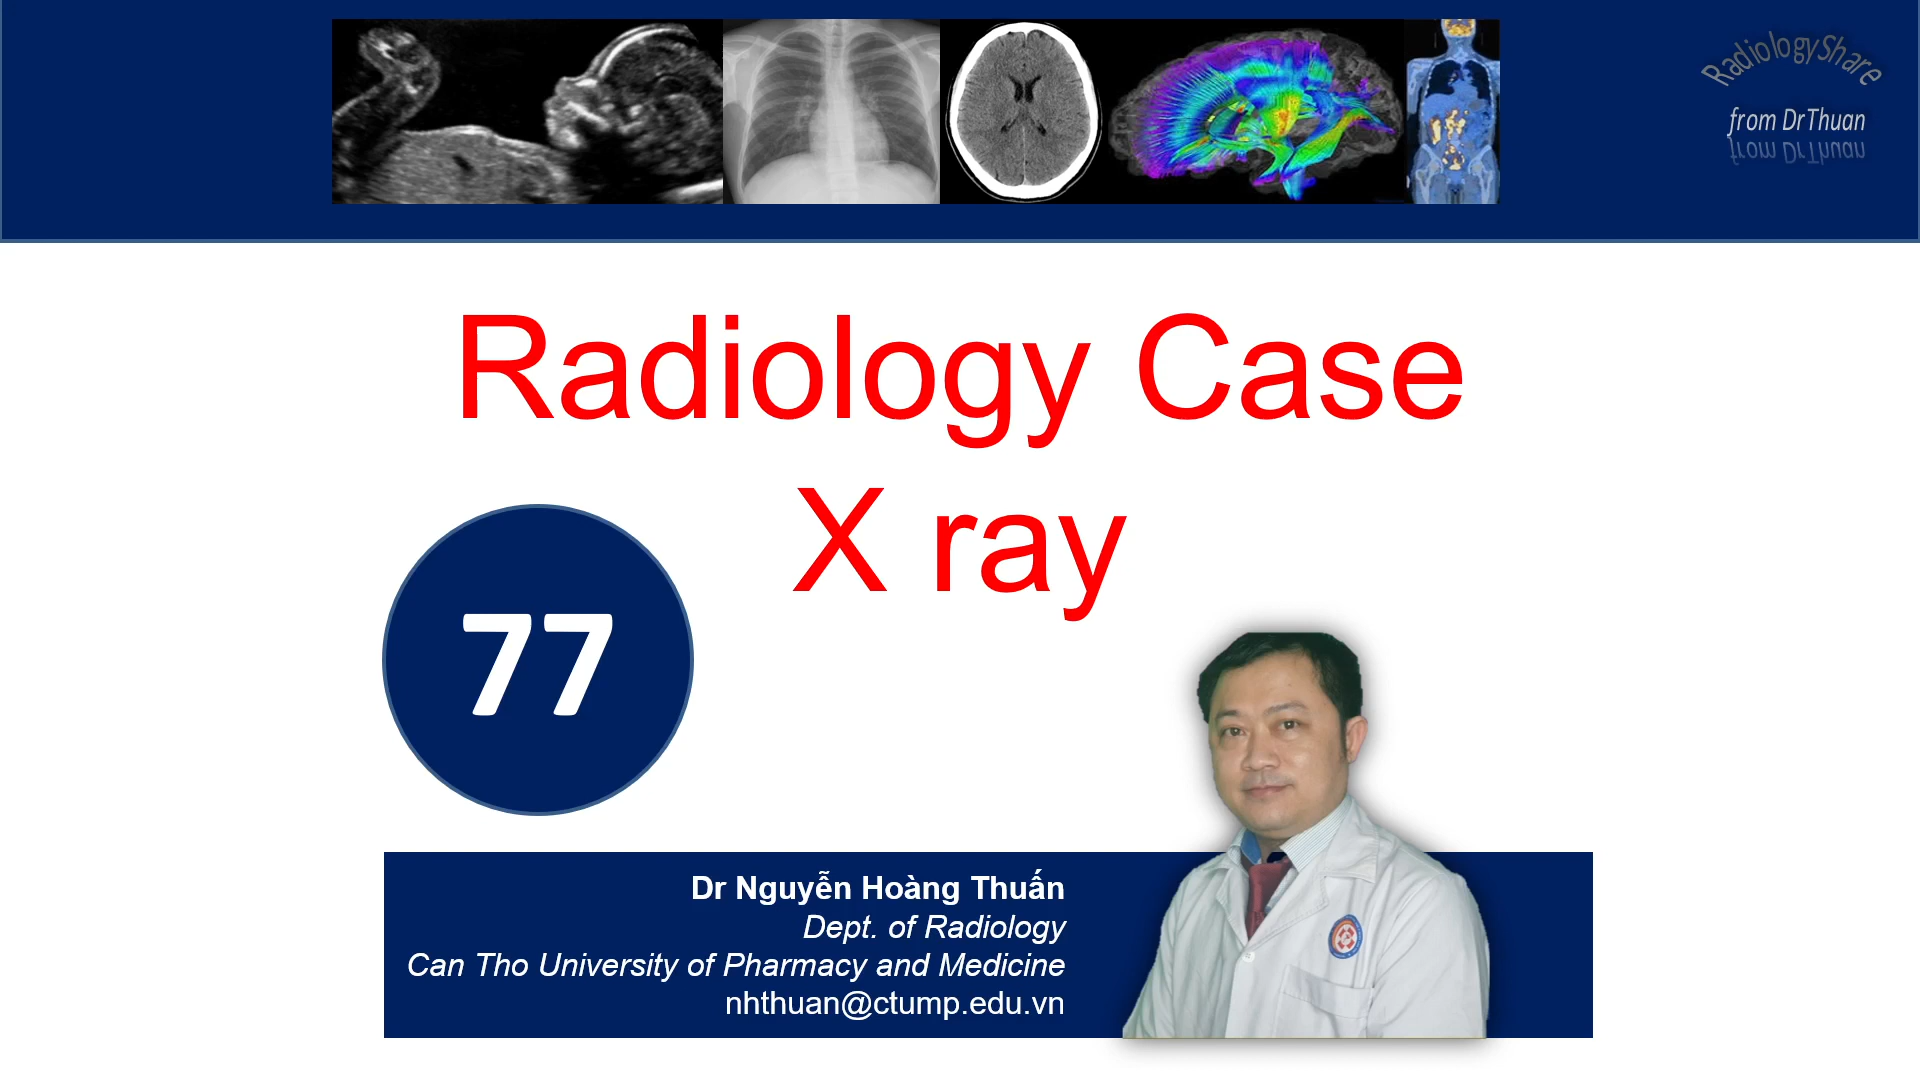 RadiologyShare
from DrThuan
Radiology Case
X ray
77
Dr Nguyễn Hoàng Thuấn
Dept. of Radiology
Can Tho University of Pharmacy and Medicine
nhthuan@ctump.edu.vn